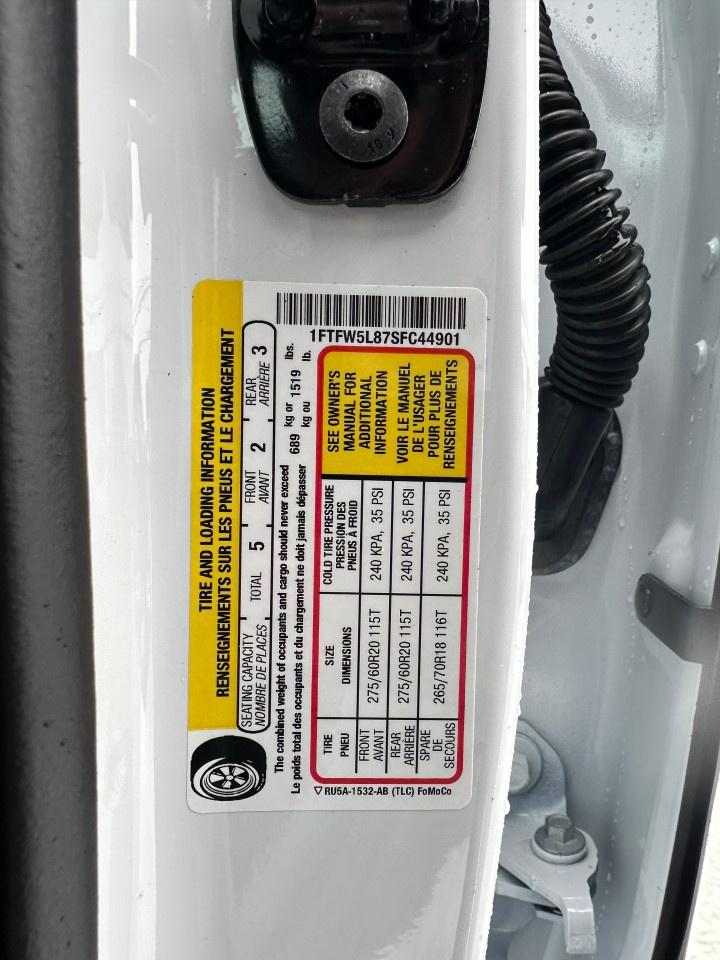 TIRE AND LOADING INFORMATION
RENSEIGNEMENTS SUR LES PNEUS ET LE CHARGEMENT
SEATING CAPACITY TOTAL 5 FRONT 2 REAR 3
NOMBRE DE PLACES AVANT ARRIÈRE
The combined weight of occupants and cargo should never exceed 689 kg or 1519 lbs.
Le poids total des occupants et du chargement ne doit jamais dépasser kg ou lb.
1FTFW5L87SFC44901
TIRE SIZE COLD TIRE PRESSURE
PNEU DIMENSIONS PRESSION DES
PNEUS À FROID
FRONT 275/60R20 115T 240 KPA, 35 PSI
AVANT
REAR 275/60R20 115T 240 KPA, 35 PSI
ARRIÈRE
SPARE 265/70R18 116T 240 KPA, 35 PSI
DE
SECOURS
SEE OWNER'S
MANUAL FOR
ADDITIONAL
INFORMATION
VOIR LE MANUEL
DE L'USAGER
POUR PLUS DE
RENSEIGNEMENTS
▽ RU5A-1532-AB (TLC) FoMoCo